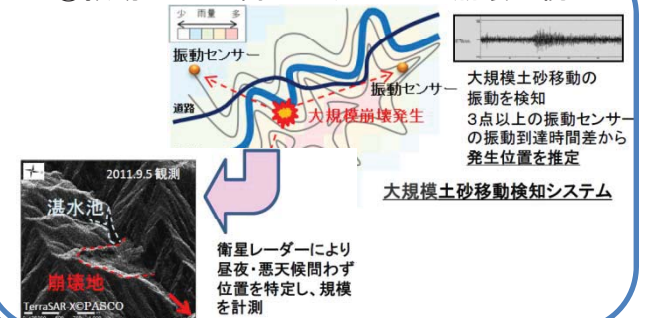 少 雨量 多
振動センサー
振動センサー
道路
大規模崩壊発生
大規模土砂移動の
振動を検知
3点以上の振動センサー
の振動到達時間差から
発生位置を推定
大規模土砂移動検知システム
2011.9.5 観測
湛水池
崩壊地
TerraSAR-X©PASCO
衛星レーダーにより
昼夜・悪天候問わず
位置を特定し、規模
を計測